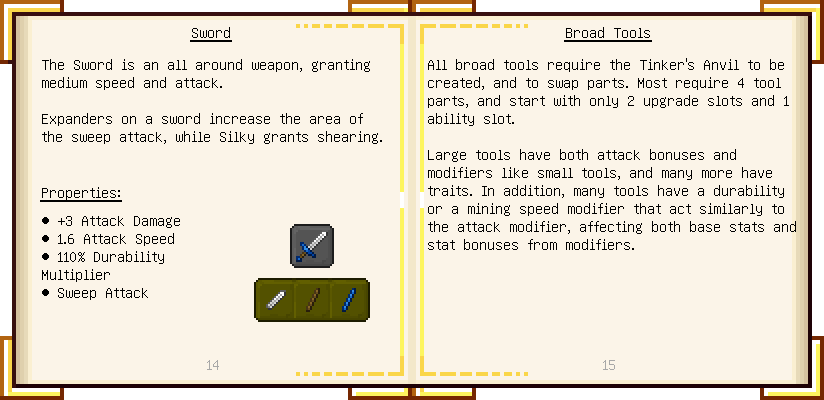 Sword
The Sword is an all around weapon, granting
medium speed and attack.
Expanders on a sword increase the area of
the sweep attack, while Silky grants shearing.
Properties:
● +3 Attack Damage
● 1.6 Attack Speed
● 110% Durability
Multiplier
● Sweep Attack
14
Broad Tools
All broad tools require the Tinker's Anvil to be
created, and to swap parts. Most require 4 tool
parts, and start with only 2 upgrade slots and 1
ability slot.
Large tools have both attack bonuses and
modifiers like small tools, and many more have
traits. In addition, many tools have a durability
or a mining speed modifier that act similarly to
the attack modifier, affecting both base stats and
stat bonuses from modifiers.
15